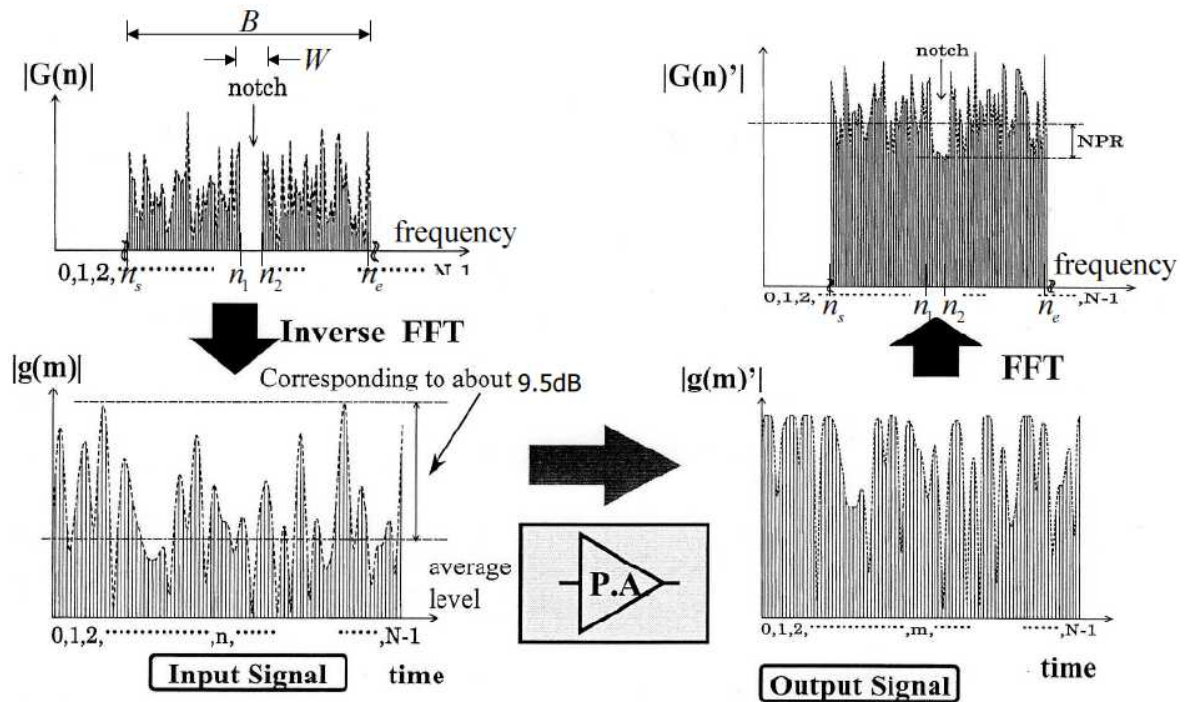 B
W
|G(n)|
notch
frequency
0,1,2, n_s n_1 n_2 n_e N-1
Inverse FFT
|g(m)|
Corresponding to about 9.5dB
average
level
0,1,2, ,n, ,N-1
Input Signal
time
P.A.
|G(n)'|
notch
NPR
frequency
0,1,2, n_s n_1 n_2 n_e ,N-1
FFT
|g(m)'|
0,1,2, ,m, ,N-1
time
Output Signal